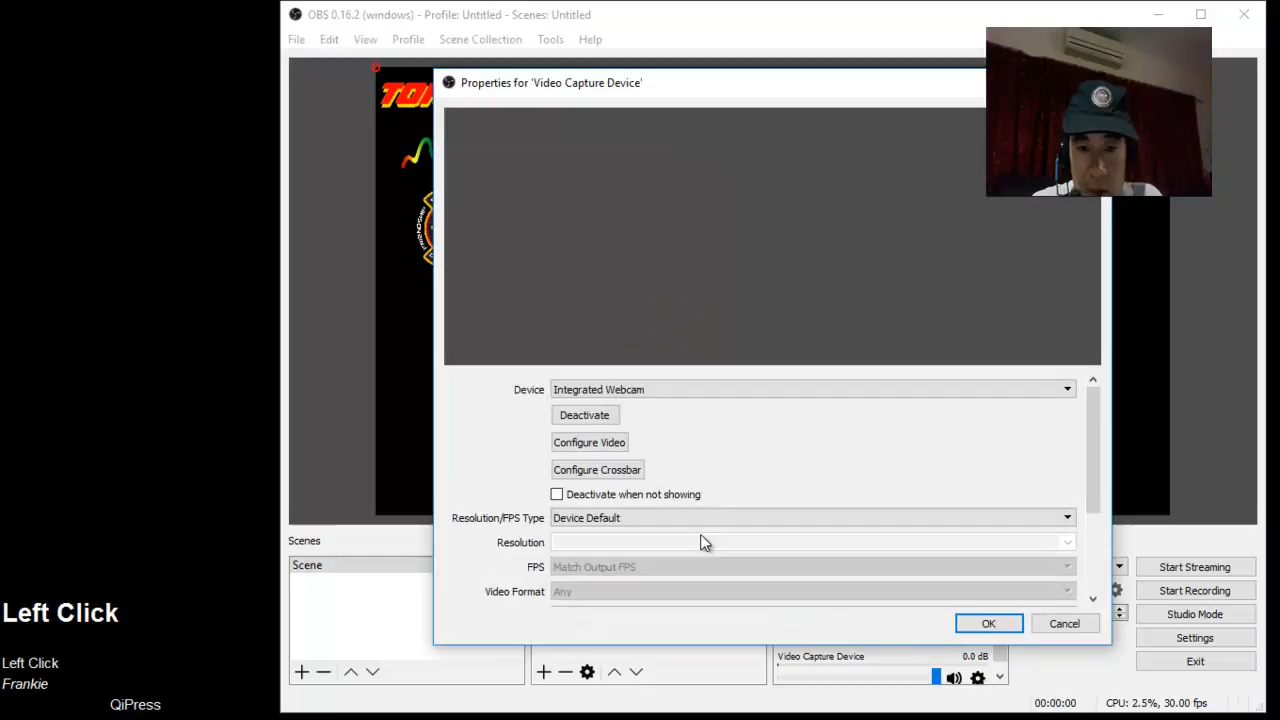 OBS 0.16.2 (windows) - Profile: Untitled - Scenes: Untitled
File Edit View Profile Scene Collection Tools Help
Properties for 'Video Capture Device'
FRIENDSHIP
Device Integrated Webcam
Deactivate
Configure Video
Configure Crossbar
Deactivate when not showing
Resolution/FPS Type Device Default
Resolution
FPS Match Output FPS
Video Format Any
OK Cancel
Scenes
Scene
Start Streaming
Start Recording
Studio Mode
Settings
Exit
Video Capture Device 0.0 dB
00:00:00 CPU: 2.5%, 30.00 fps
Left Click
Left Click
Frankie
QiPress